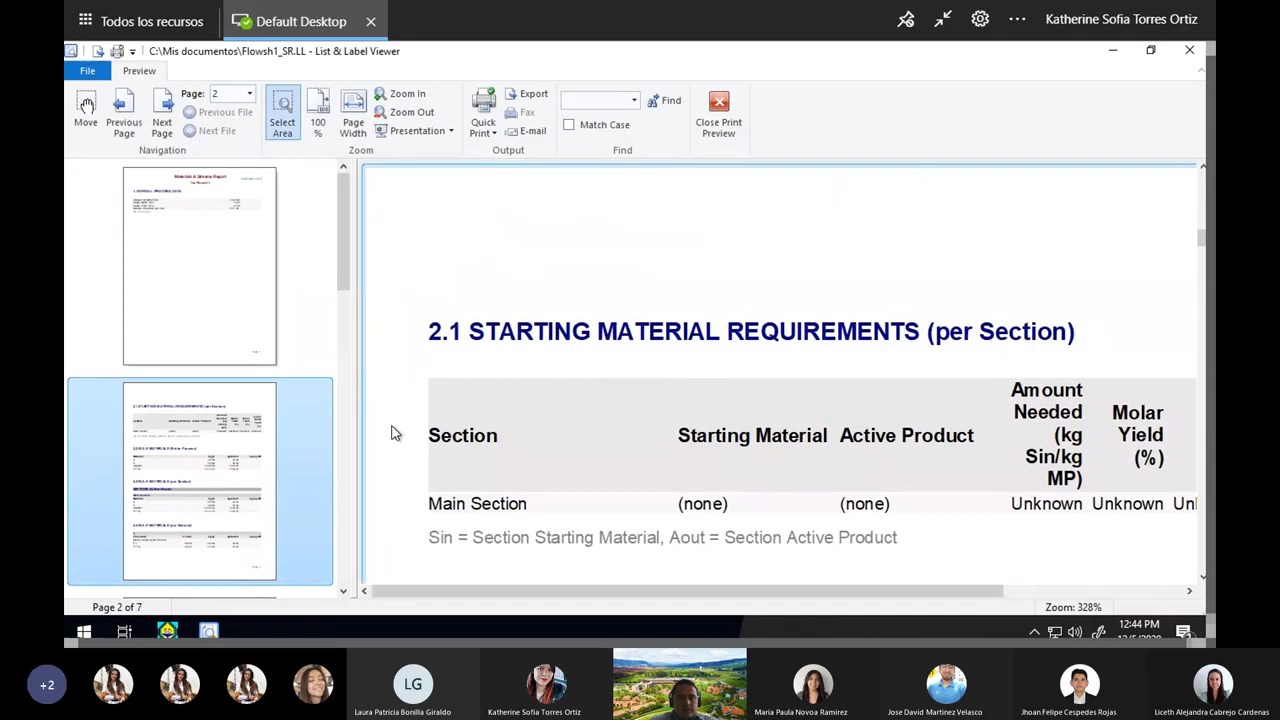 Todos los recursos
Default Desktop
Katherine Sofia Torres Ortiz
C:\Mis documentos\Flowsh1_SR.LL - List & Label Viewer
File
Preview
Move
Previous Page
Next Page
Page: 2
Previous File
Next File
Navigation
Select Area
100 %
Page Width
Zoom In
Zoom Out
Presentation
Zoom
Quick Print
Export
Fax
E-mail
Output
Find
Match Case
Find
Close Print Preview
Materials & Streams Report
2.1 STARTING MATERIAL REQUIREMENTS (per Section)
Section
Starting Material
Active Product
Amount Needed (kg Sin/kg MP)
Molar Yield (%)
Main Section (none) (none) Unknown Unknown Unl
Sin = Section Starting Material, Aout = Section Active Product
Page 2 of 7
Zoom: 328%
12:44 PM
+2
LG
Laura Patricia Bonilla Giraldo
Katherine Sofia Torres Ortiz
Maria Paula Novoa Ramirez
Jose David Martinez Velasco
Jhoan Felipe Cespedes Rojas
Liceth Alejandra Cabrejo Cardenas